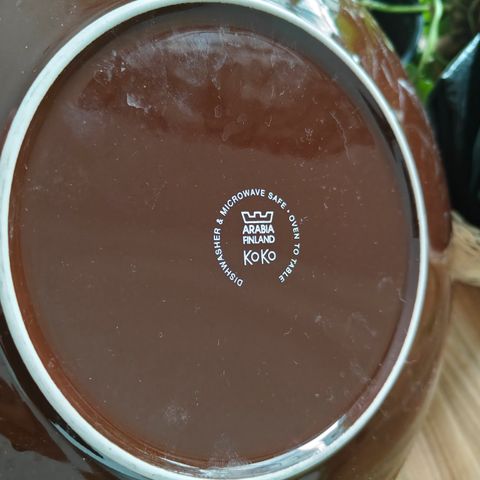 DISHWASHER & MICROWAVE SAFE • OVEN TO TABLE
ARABIA
FINLAND
KOKO